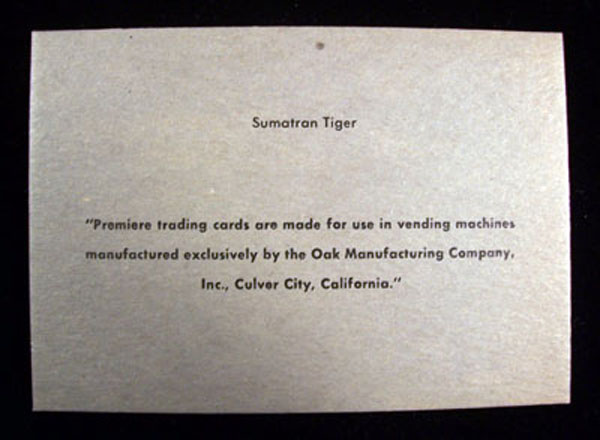 Sumatran Tiger
"Premiere trading cards are made for use in vending machines
manufactured exclusively by the Oak Manufacturing Company,
Inc., Culver City, California."